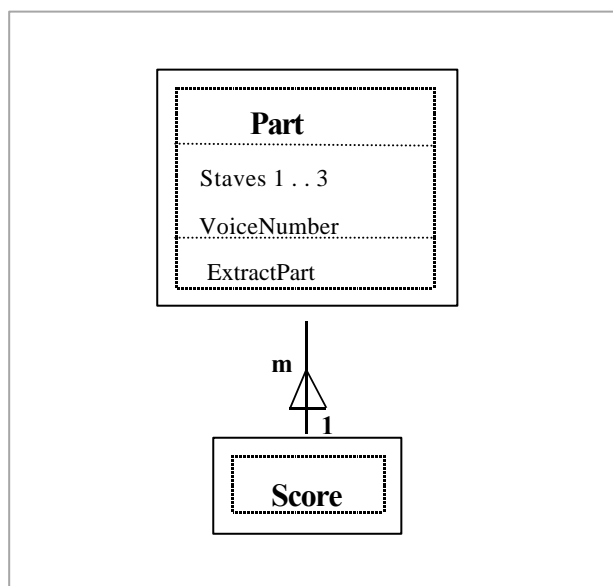 Part
Staves 1 . . 3
VoiceNumber
ExtractPart
m
1
Score